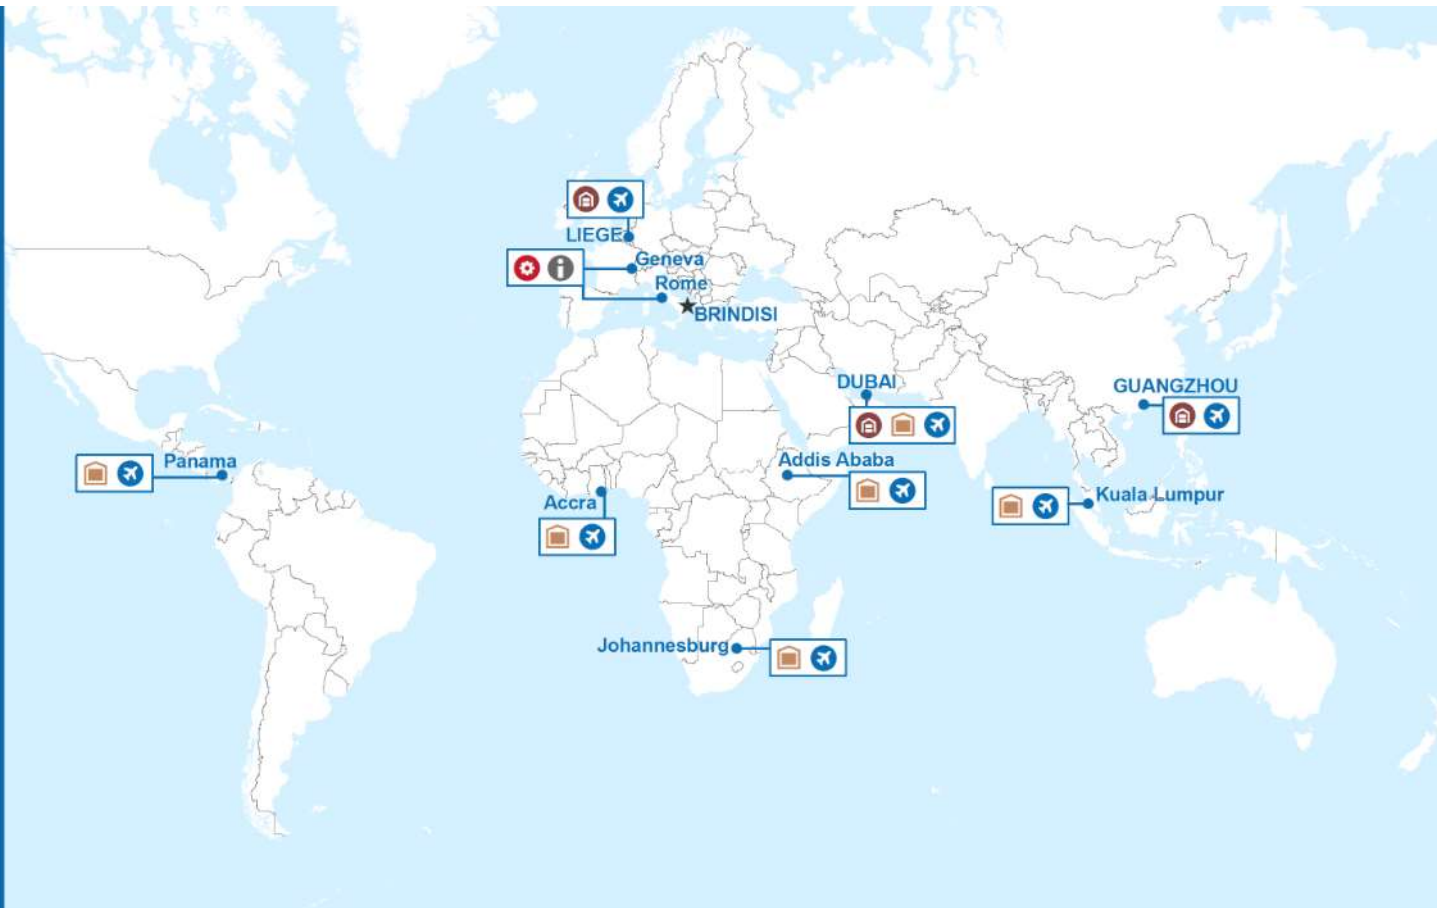 LIEGE
Geneva
Rome
BRINDISI
DUBAI
GUANGZHOU
Panama
Addis Ababa
Accra
Kuala Lumpur
Johannesburg